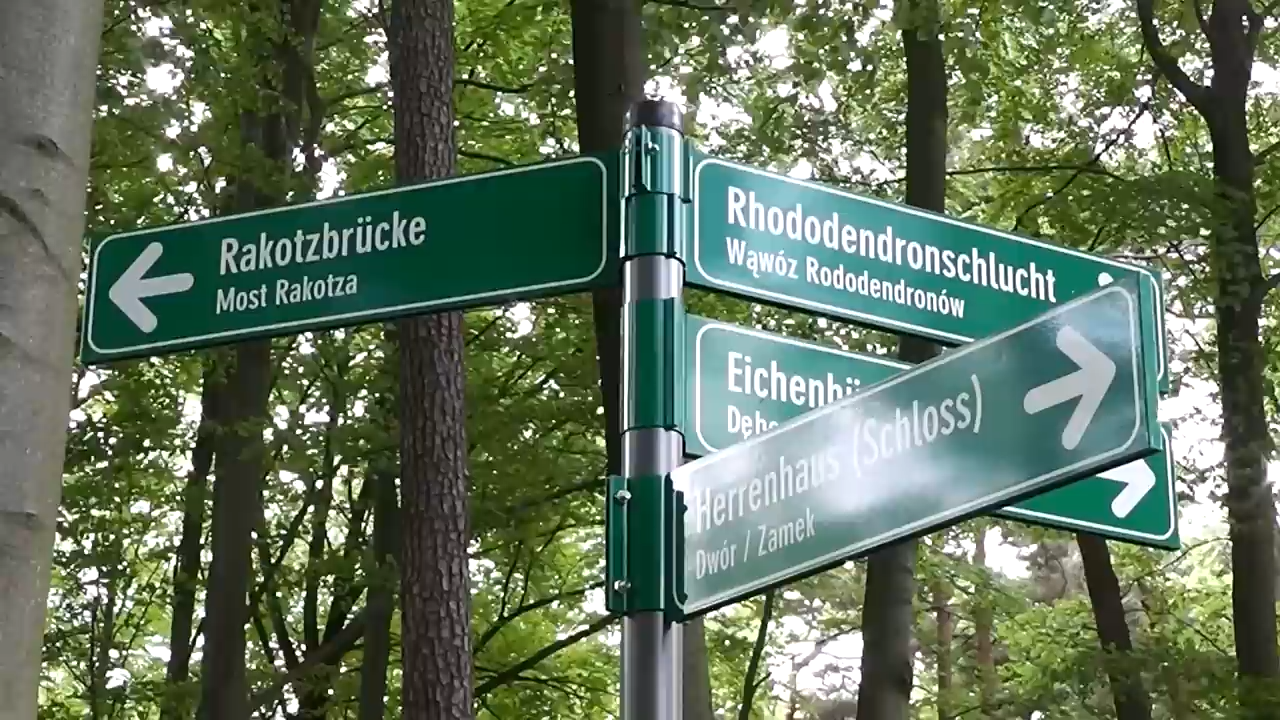 Rakotzbrücke
Most Rakotza
Rhododendronschlucht
Wąwóz Rododendronów
Herrenhaus (Schloss)
Dwór / Zamek